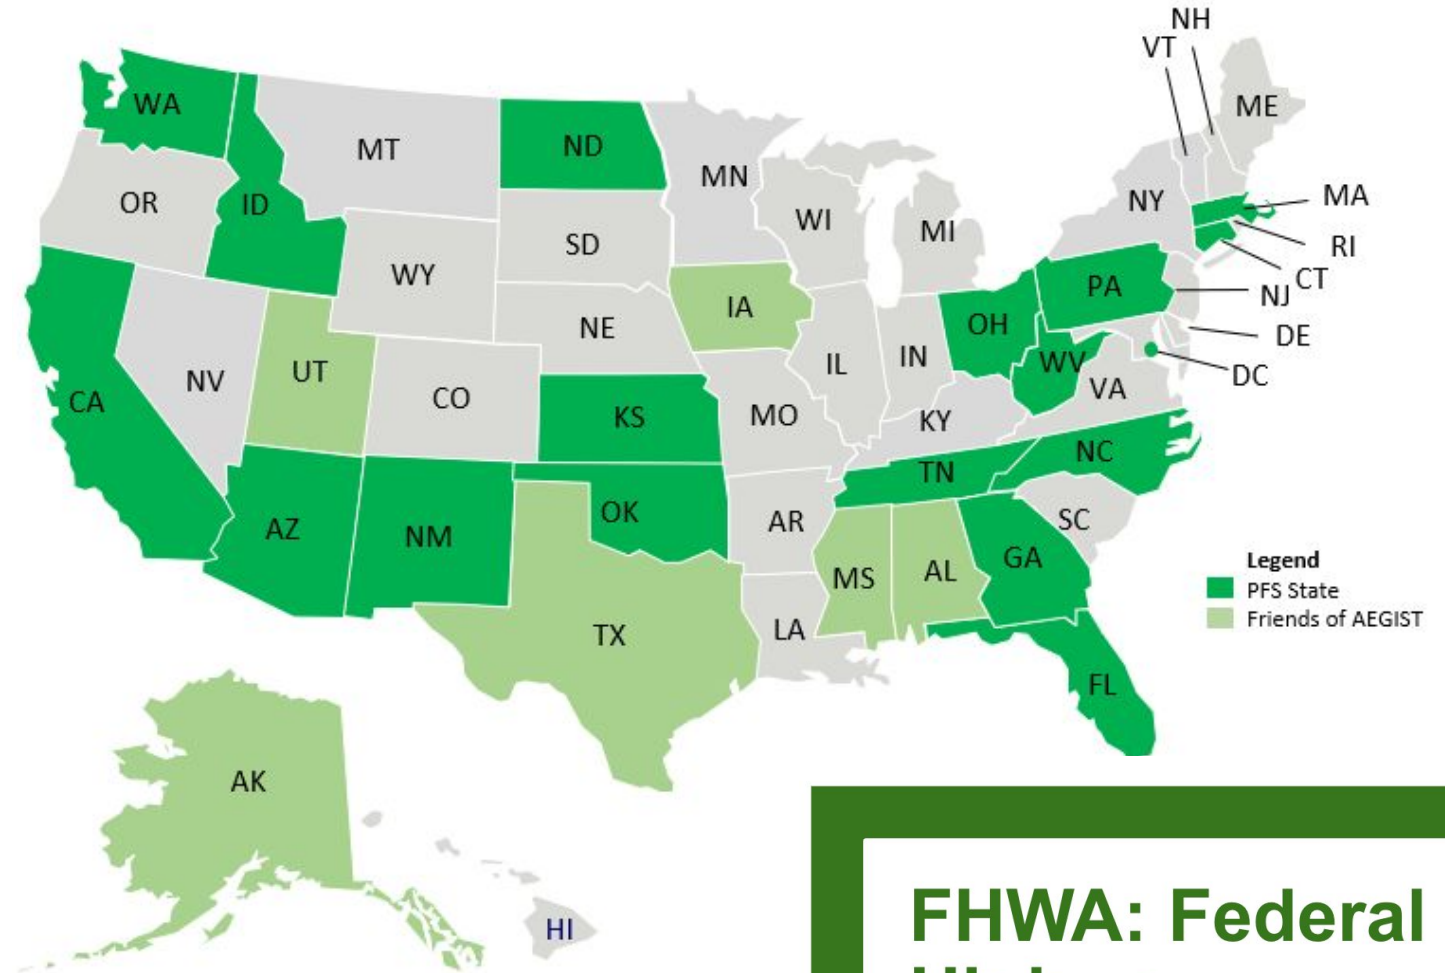 NH
VT
WA
ME
MT
ND
MN
OR
ID
MA
NY
WI
MI
RI
SD
WY
CT
PA
NJ
IA
OH
NE
DE
IN
WV
IL
UT
DC
NV
VA
CO
CA
MO
KS
KY
NC
TN
OK
AR
SC
AZ
NM
GA
AL
MS
Legend
PFS State
Friends of AEGIST
LA
TX
FL
AK
HI
FHWA: Federal